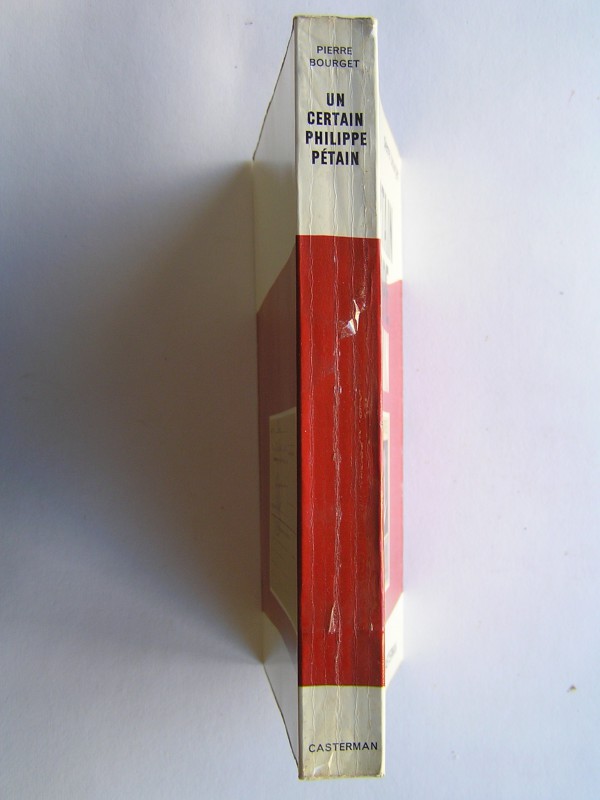 PIERRE
BOURGET
UN
CERTAIN
PHILIPPE
PÉTAIN
CASTERMAN